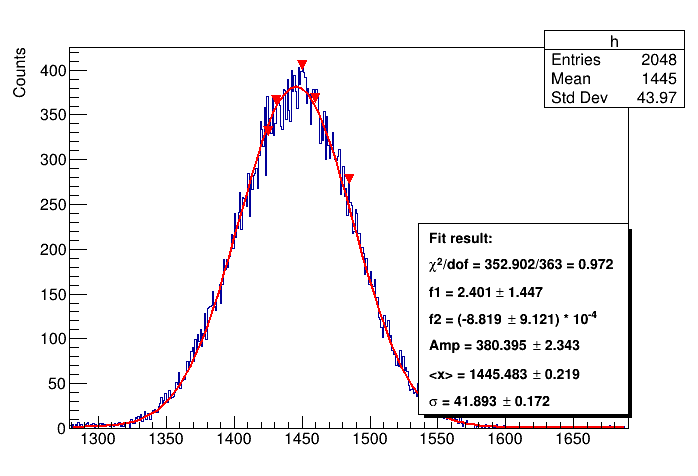 h
Entries 2048
Mean 1445
Std Dev 43.97
Counts
400
350
300
250
200
150
100
50
0
Fit result:
χ²/dof = 352.902/363 = 0.972
f1 = 2.401 ± 1.447
f2 = (-8.819 ± 9.121) * 10⁻⁴
Amp = 380.395 ± 2.343
<x> = 1445.483 ± 0.219
σ = 41.893 ± 0.172
1300 1350 1400 1450 1500 1550 1600 1650